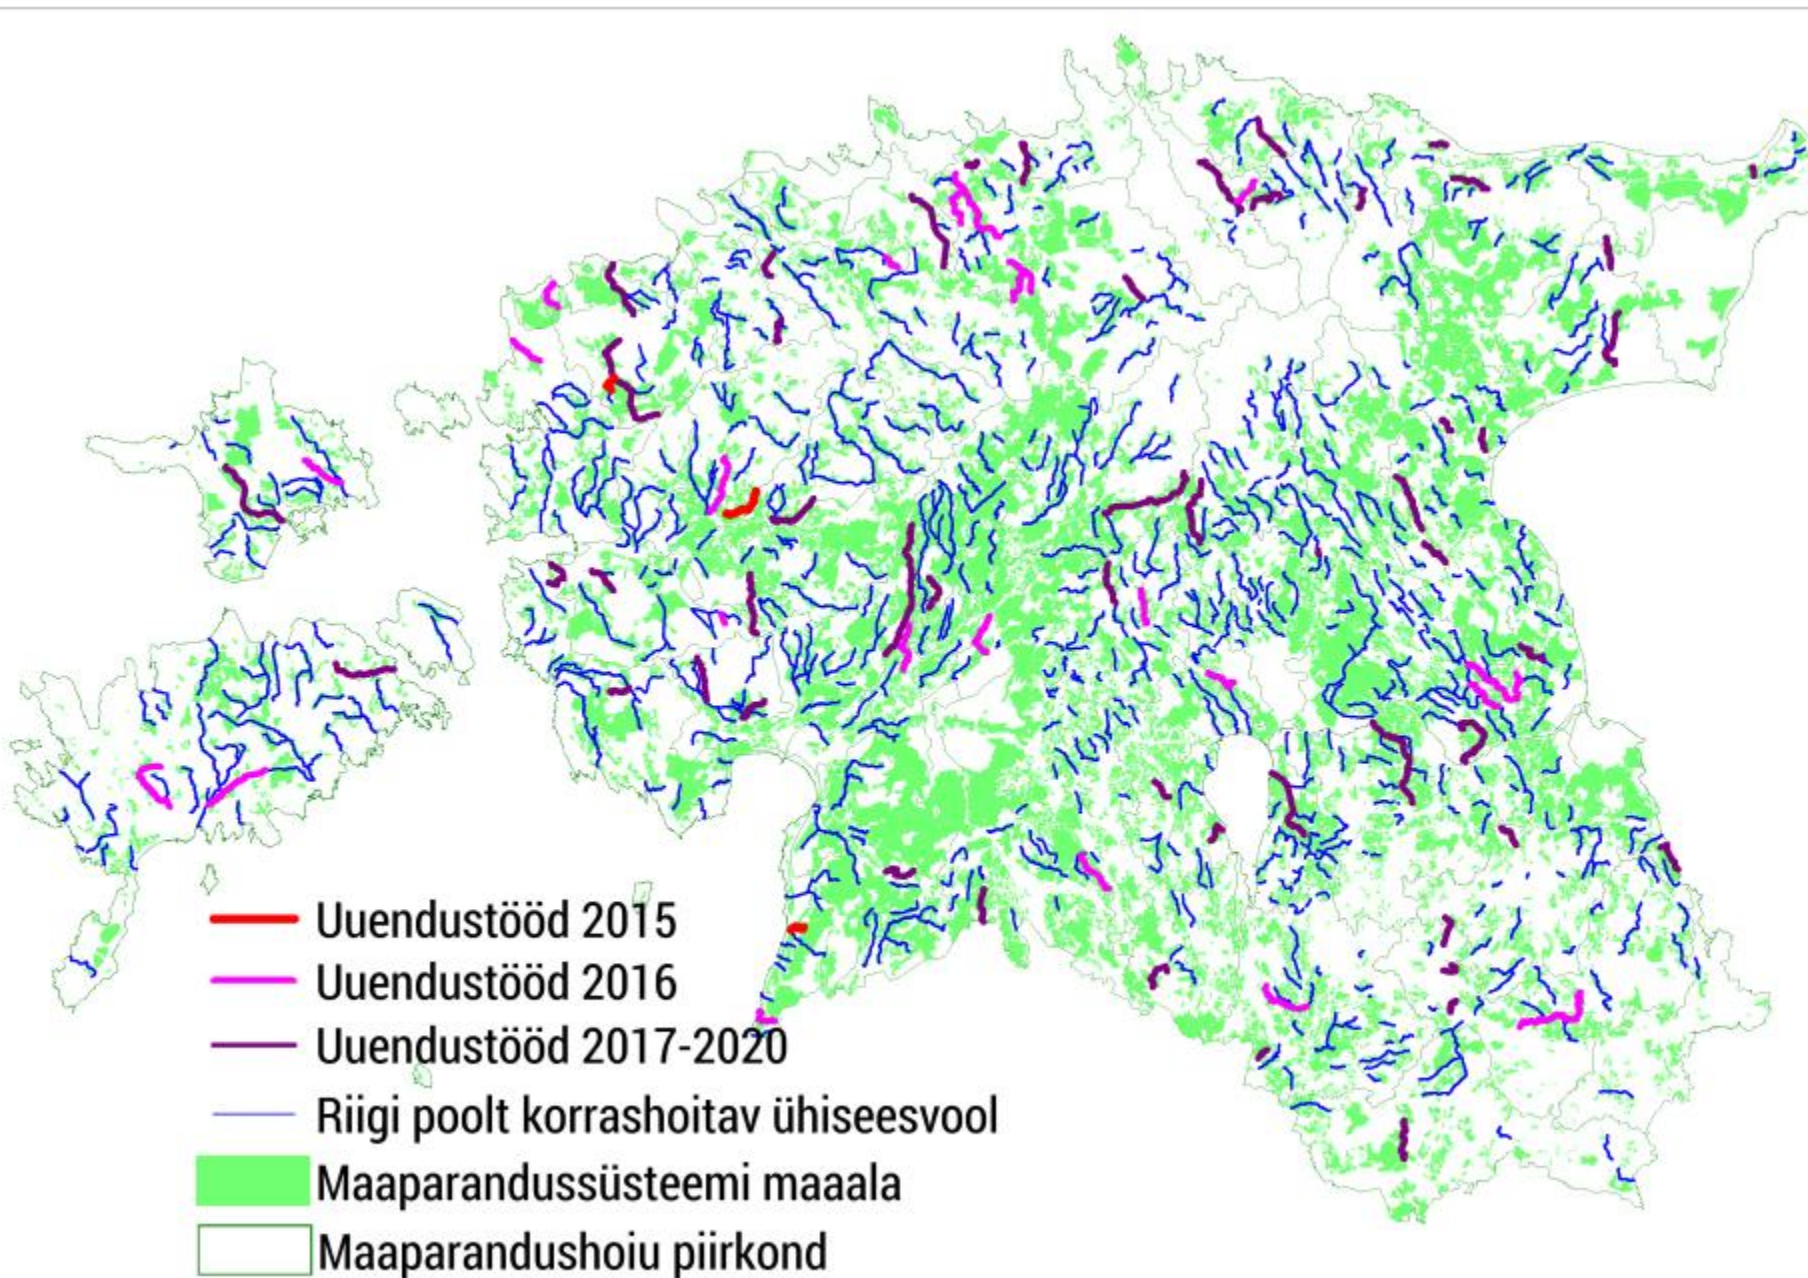 Uuendustööd 2015
Uuendustööd 2016
Uuendustööd 2017-2020
Riigi poolt korrashoitav ühiseesvool
Maaparandussüsteemi maaala
Maaparandushoiu piirkond